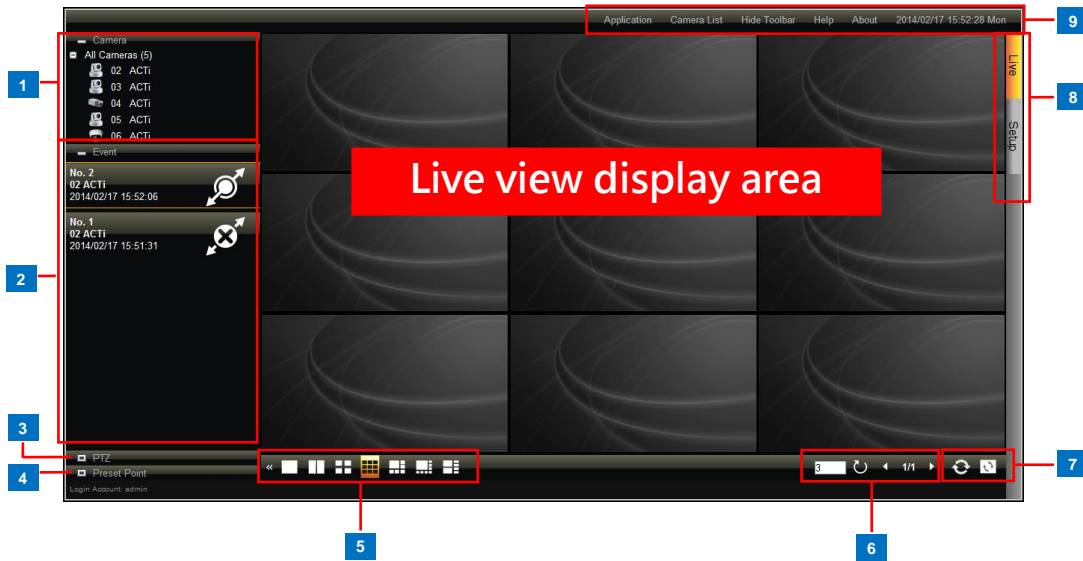 Application Camera List Hide Toolbar Help About 2014/02/17 15:52:28 Mon
9
Camera
All Cameras (5)
02 ACTi
03 ACTi
04 ACTi
05 ACTi
06 ACTi
1
Live
Setup
8
Event
No. 2
02 ACTi
2014/02/17 15:52:06
No. 1
02 ACTi
2014/02/17 15:51:31
2
Live view display area
3
PTZ
4
Preset Point
Login Account: admin
«
5
3
1/1
6
7